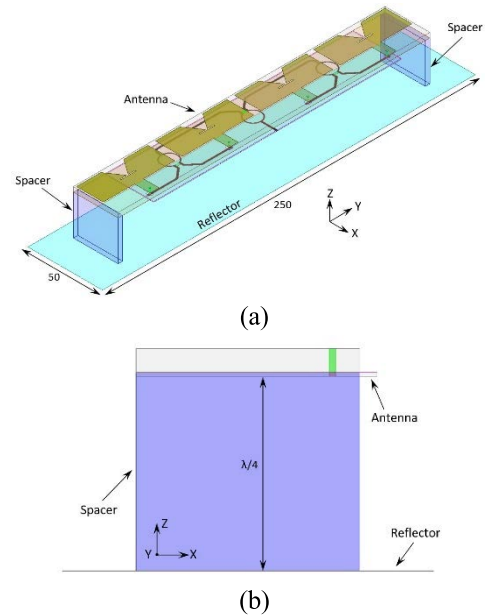 Spacer
Antenna
Spacer
Reflector
250
50
Z
Y
X
(a)
λ/4
Antenna
Spacer
Z
Y
X
Reflector
(b)